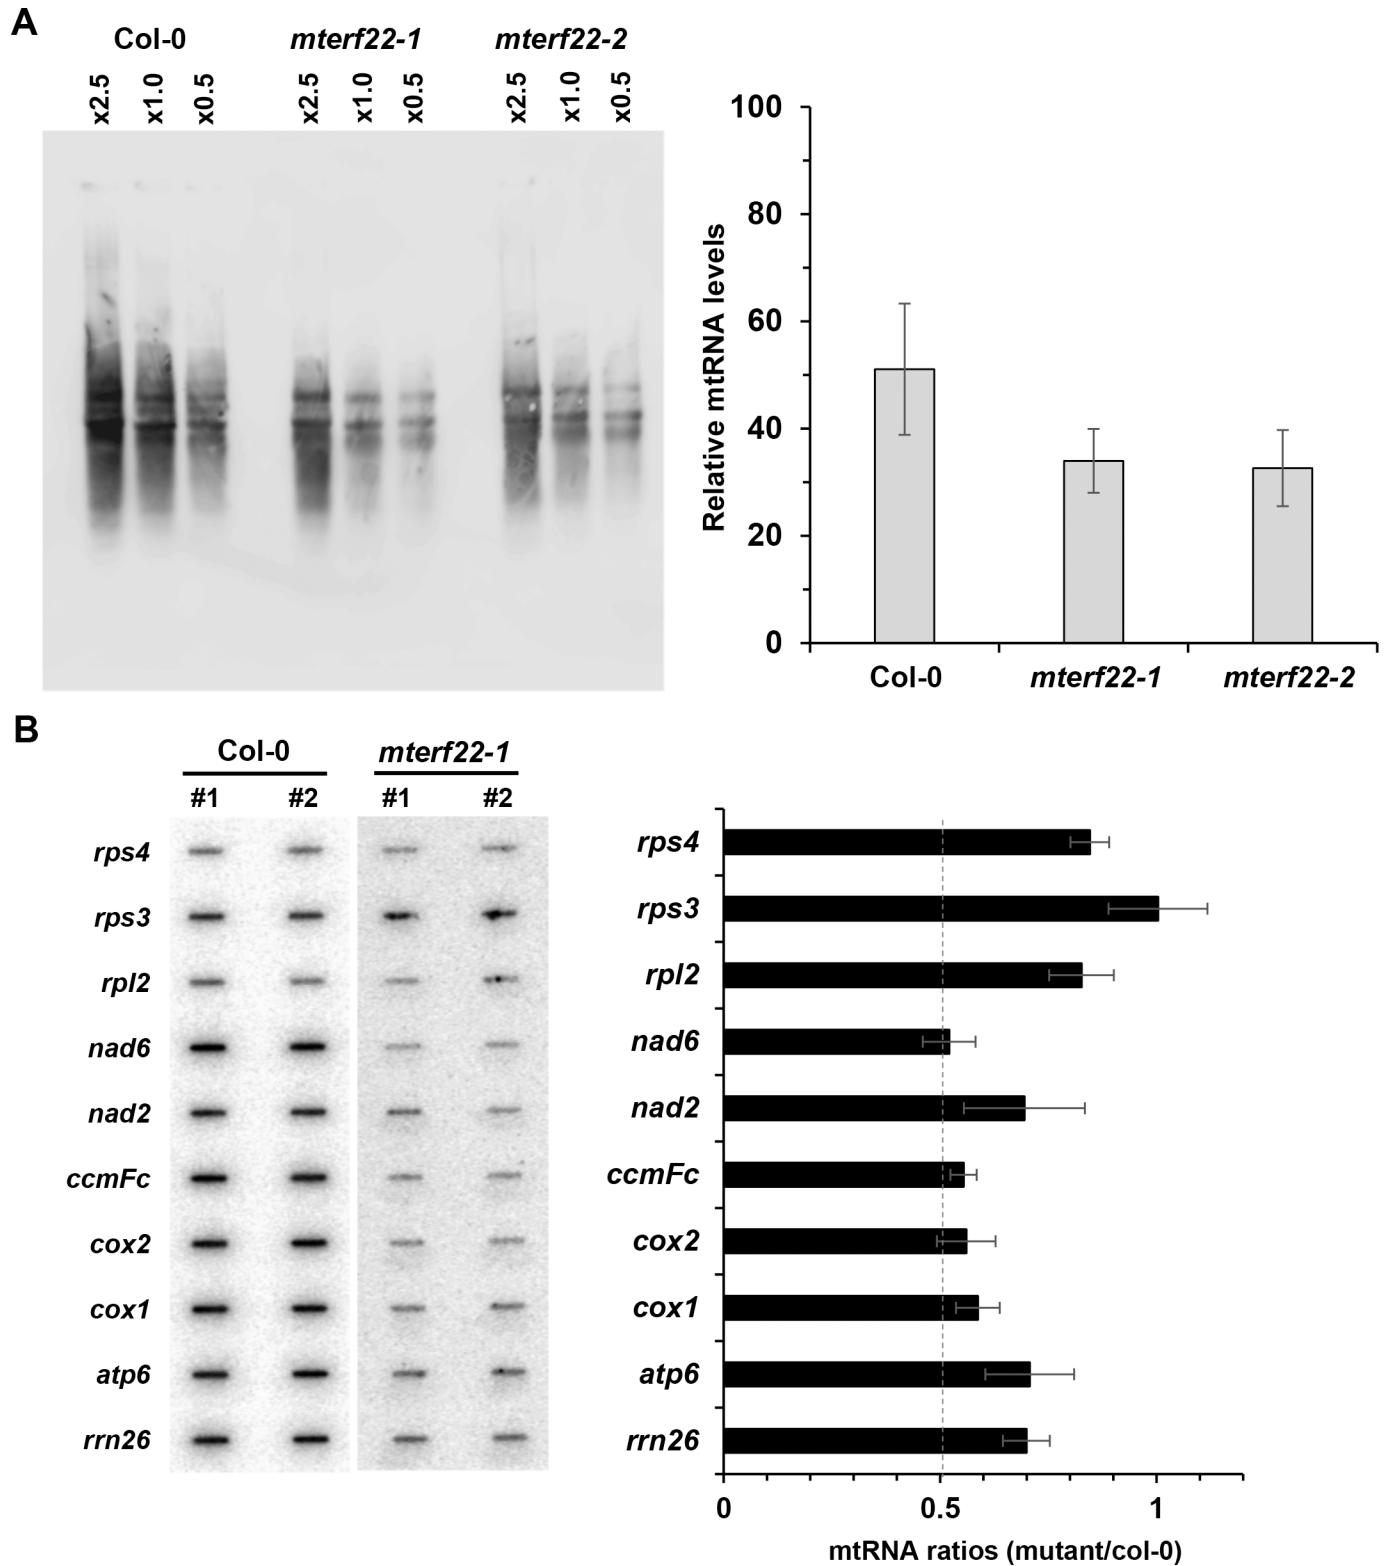 A
Col-0 mterf22-1 mterf22-2
x2.5 x1.0 x0.5 x2.5 x1.0 x0.5 x2.5 x1.0 x0.5
Relative mtRNA levels
100
80
60
40
20
0
Col-0 mterf22-1 mterf22-2
B
Col-0 mterf22-1
#1 #2 #1 #2
rps4
rps3
rpl2
nad6
nad2
ccmFc
cox2
cox1
atp6
rrn26
rps4
rps3
rpl2
nad6
nad2
ccmFc
cox2
cox1
atp6
rrn26
0 0.5 1
mtRNA ratios (mutant/col-0)